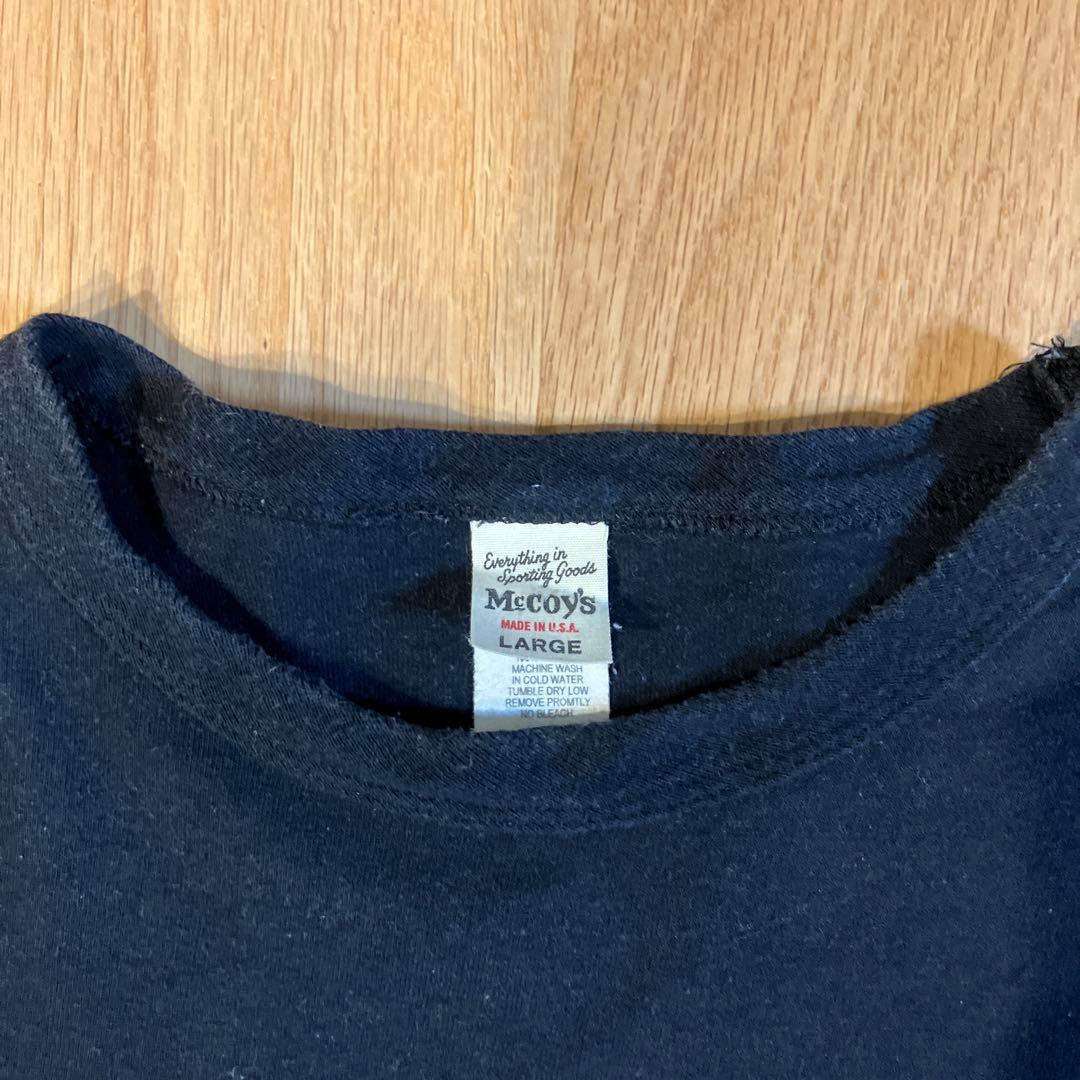 Everything in
Sporting Goods
McCOY'S
MADE IN U.S.A.
LARGE
MACHINE WASH
IN COLD WATER
TUMBLE DRY LOW
REMOVE PROMTLY
NO BLEACH